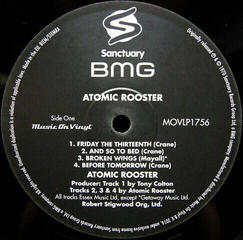 Sanctuary
BMG
ATOMIC ROOSTER
Side One
Music On Vinyl
MOVLP1756
1. FRIDAY THE THIRTEENTH (Crane)
2. AND SO TO BED (Crane)
3. BROKEN WINGS (Mayall)*
4. BEFORE TOMORROW (Crane)
ATOMIC ROOSTER
Producer: Track 1 by Tony Colton
Tracks 2, 3 & 4 by Atomic Rooster
All tracks Essex Music Ltd, except *Getaway Music Ltd.
Robert Stigwood Org, Ltd.